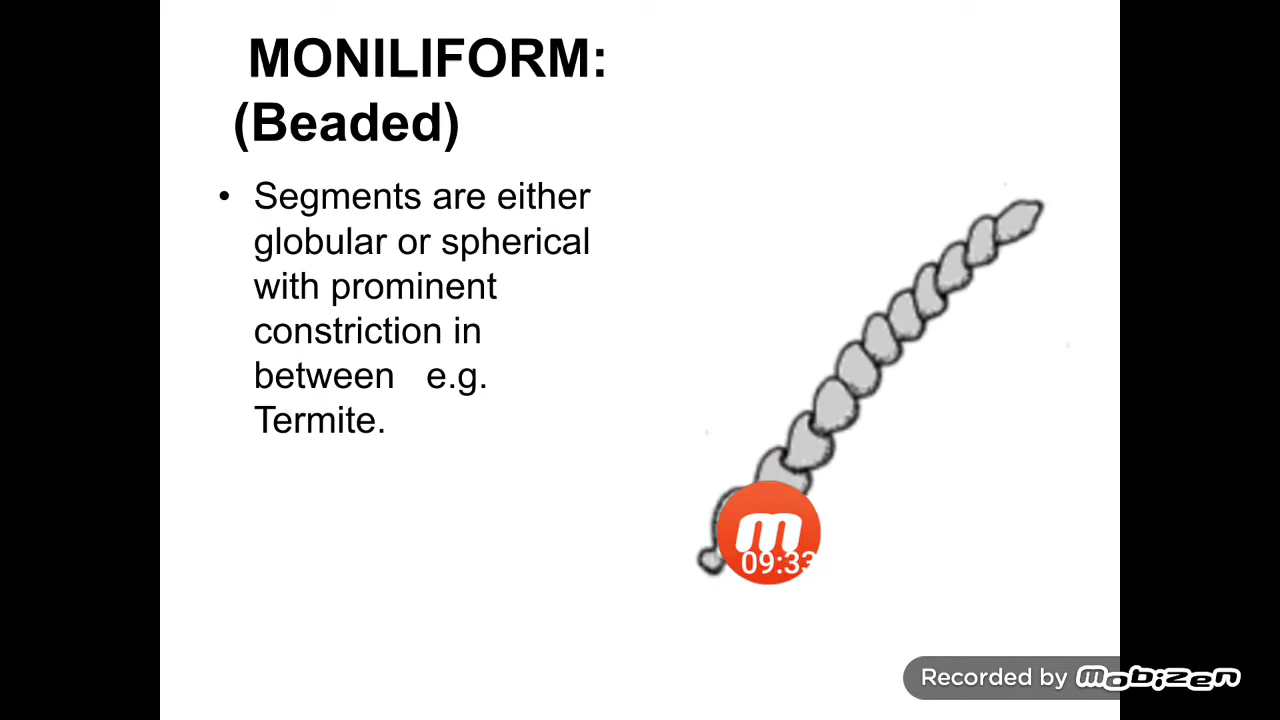 MONILIFORM:
(Beaded)
• Segments are either
globular or spherical
with prominent
constriction in
between e.g.
Termite.
m
09:33
Recorded by mobizen